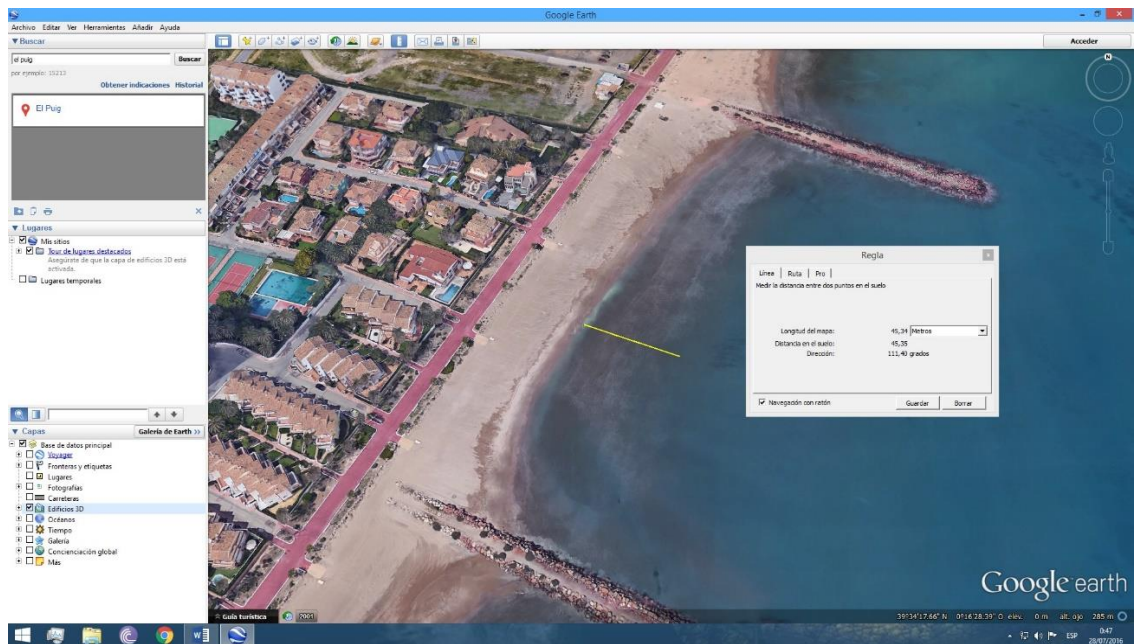 Google Earth
Archivo Editar Ver Herramientas Añadir Ayuda
▼ Buscar
el puig
Buscar
por ejemplo: 10213
Obtener indicaciones Historial
El Puig
▼ Lugares
Mis sitios
Tour de lugares destacados
Asegúrate de que la capa de edificios 3D está
activada.
Lugares temporales
▼ Capas
Galería de Earth >>
Base de datos principal
Voyager
Fronteras y etiquetas
Lugares
Fotografías
Carreteras
Edificios 3D
Océanos
Tiempo
Galería
Concienciación global
Más
Acceder
N
Regla
Línea Ruta Pro
Medir la distancia entre dos puntos en el suelo
Longitud del mapa: 45,34 Metros
Distancia en el suelo: 45,35
Dirección: 111,40 grados
Navegación con ratón
Guardar
Borrar
Google earth
Guía turística
2001
39°34'17.66" N 0°16'28.39" O elev. 0 m alt. ojo 285 m
ESP
0:47
28/07/2016